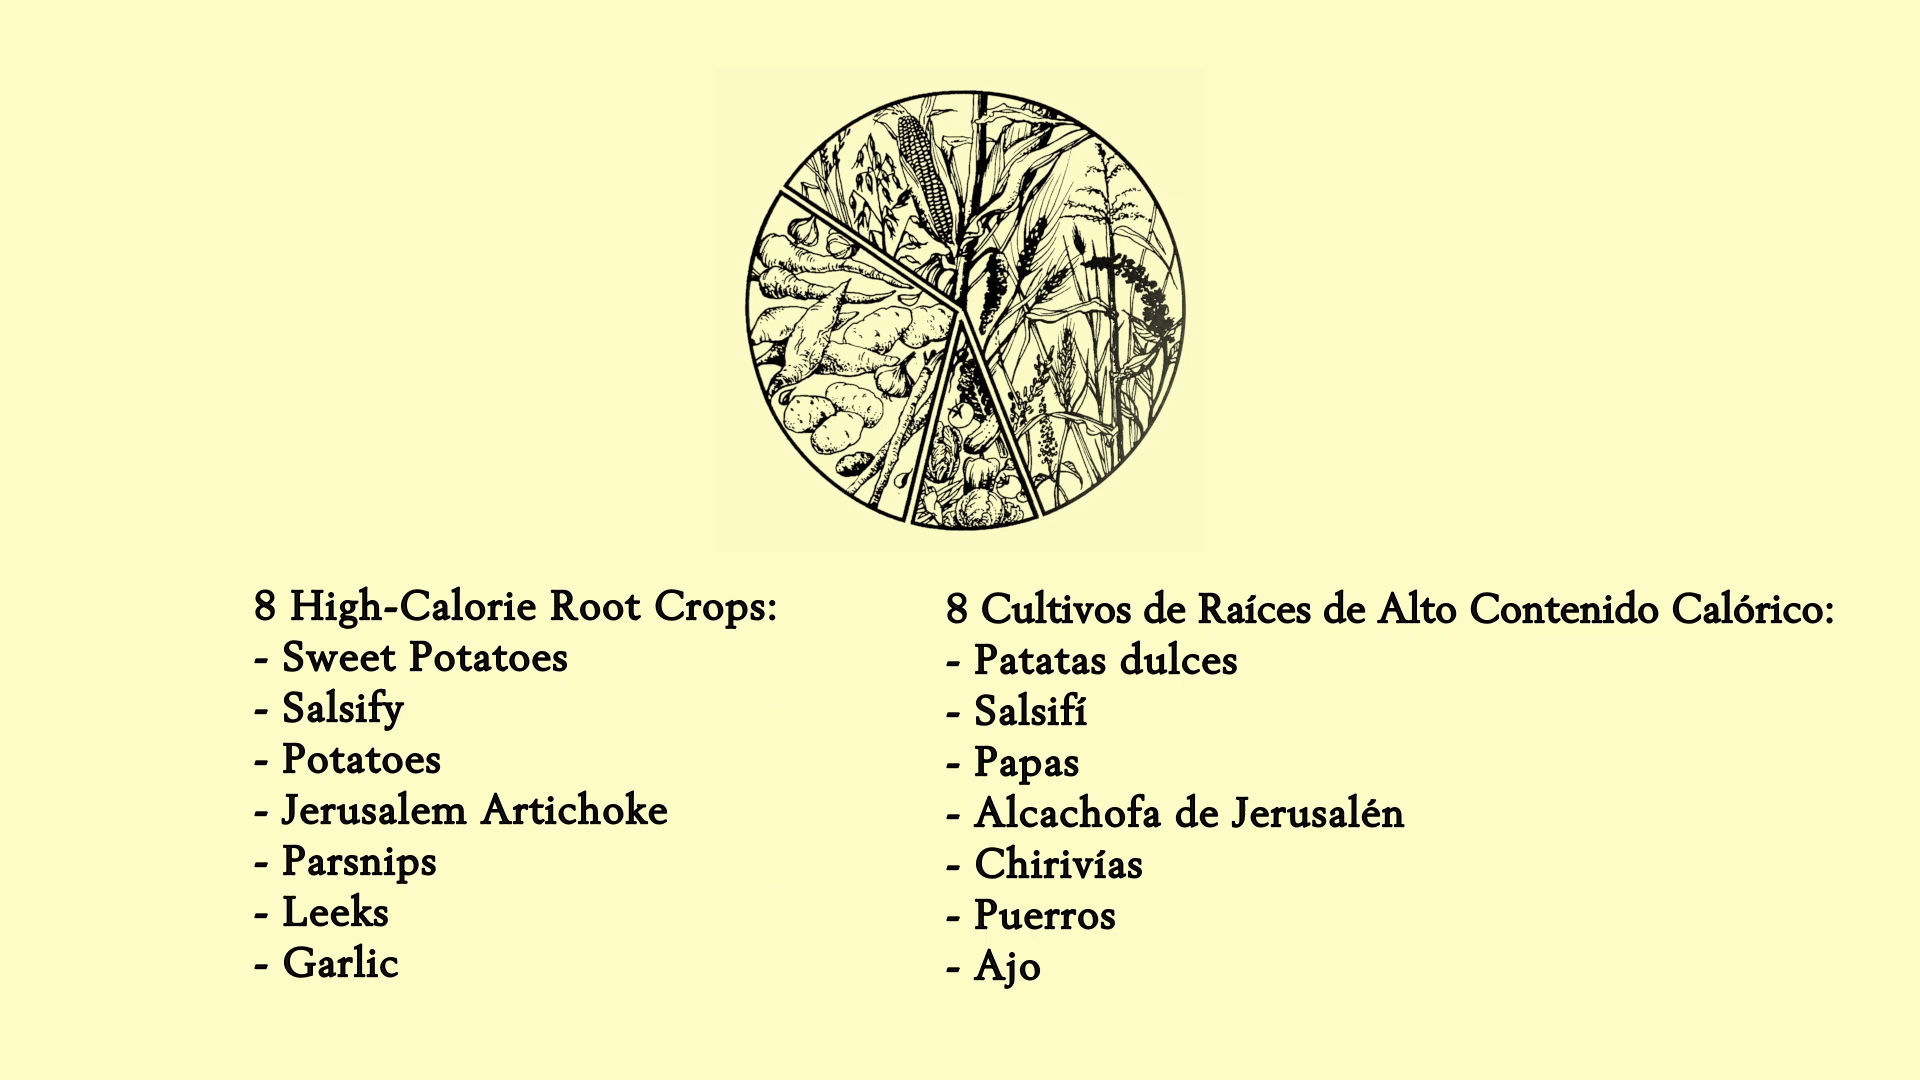 8 High-Calorie Root Crops:
- Sweet Potatoes
- Salsify
- Potatoes
- Jerusalem Artichoke
- Parsnips
- Leeks
- Garlic
8 Cultivos de Raíces de Alto Contenido Calórico:
- Patatas dulces
- Salsifí
- Papas
- Alcachofa de Jerusalén
- Chirivías
- Puerros
- Ajo